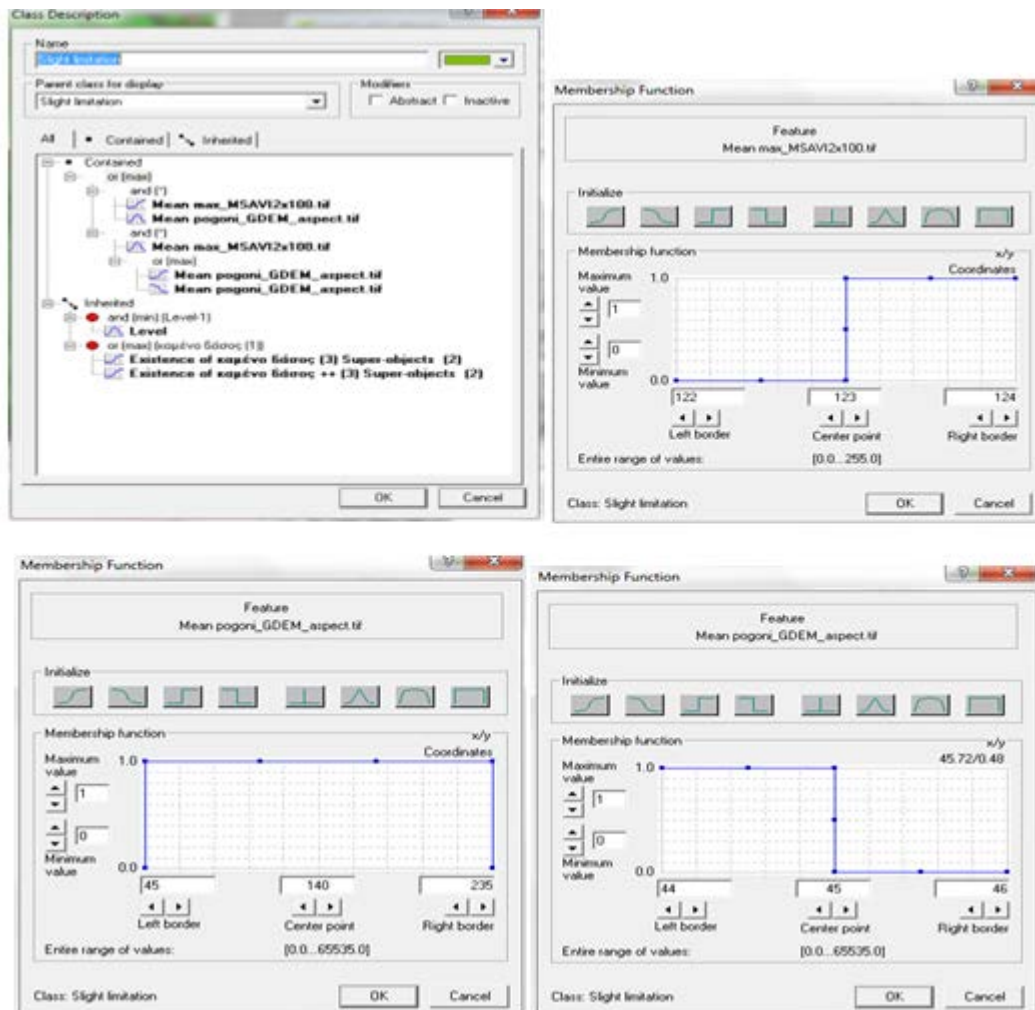 Class Description
Name
Slight limitation
Parent class for display
Slight limitation
Modifiers
Abstract
Inactive
All
Contained
Inherited
Contained
or (max)
and (*)
Mean max_MSAVI2x100.tif
Mean pogoni_GDEM_aspect.tif
and (*)
Mean max_MSAVI2x100.tif
or (max)
Mean pogoni_GDEM_aspect.tif
Mean pogoni_GDEM_aspect.tif
Inherited
and (min) (Level-1)
Level
or (max) (καμένο δάσος (1))
Existence of καμένο δάσος (3) Super-objects (2)
Existence of καμένο δάσος ++ (3) Super-objects (2)
OK
Cancel
Membership Function
Feature
Mean max_MSAVI2x100.tif
Initialize
Membership function
x/y
Coordinates
Maximum
value
1.0
1
0
Minimum
value
0.0
122
123
124
Left border
Center point
Right border
Entire range of values:
[0.0...255.0]
Class: Slight limitation
OK
Cancel
Membership Function
Feature
Mean pogoni_GDEM_aspect.tif
Initialize
Membership function
x/y
Coordinates
Maximum
value
1.0
1
0
Minimum
value
0.0
45
140
235
Left border
Center point
Right border
Entire range of values:
[0.0...65535.0]
Class: Slight limitation
OK
Cancel
Membership Function
Feature
Mean pogoni_GDEM_aspect.tif
Initialize
Membership function
x/y
45.72/0.48
Maximum
value
1.0
1
0
Minimum
value
0.0
44
45
46
Left border
Center point
Right border
Entire range of values:
[0.0...65535.0]
Class: Slight limitation
OK
Cancel